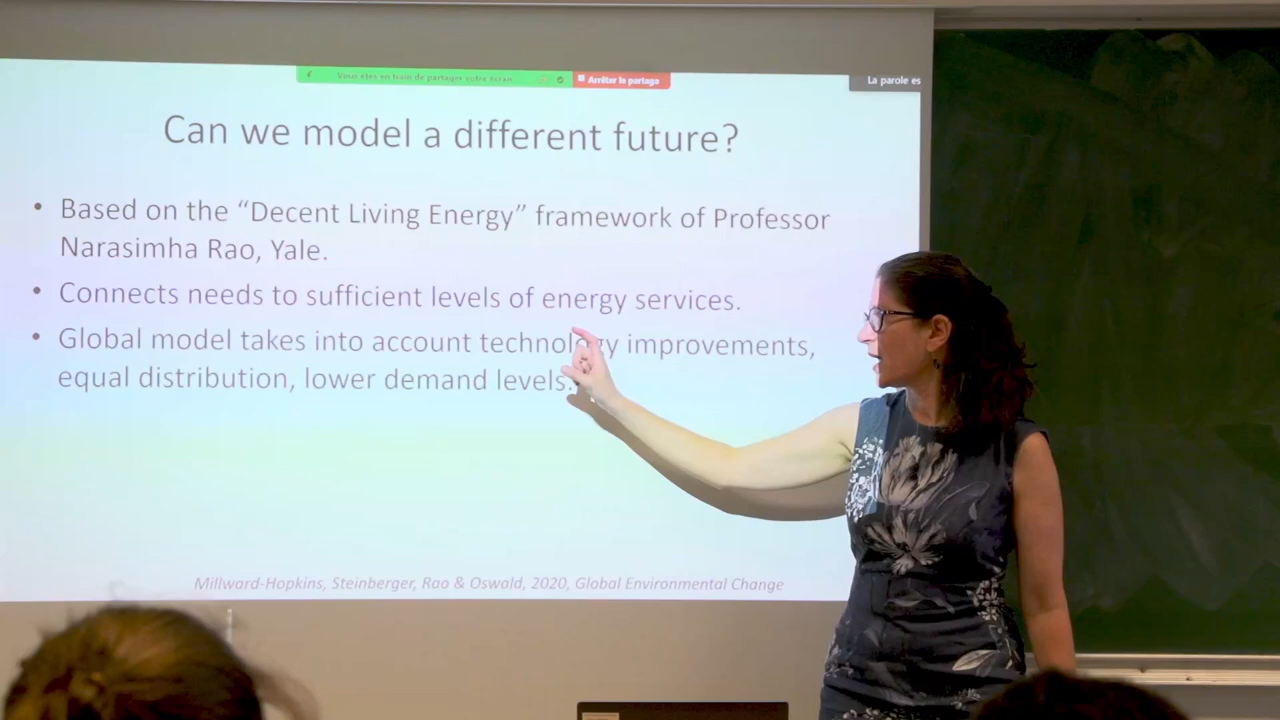 Vous êtes en train de partager votre écran
Arrêter le partage
La parole es
Can we model a different future?
• Based on the “Decent Living Energy” framework of Professor
Narasimha Rao, Yale.
• Connects needs to sufficient levels of energy services.
• Global model takes into account technology improvements,
equal distribution, lower demand levels.
Millward-Hopkins, Steinberger, Rao & Oswald, 2020, Global Environmental Change